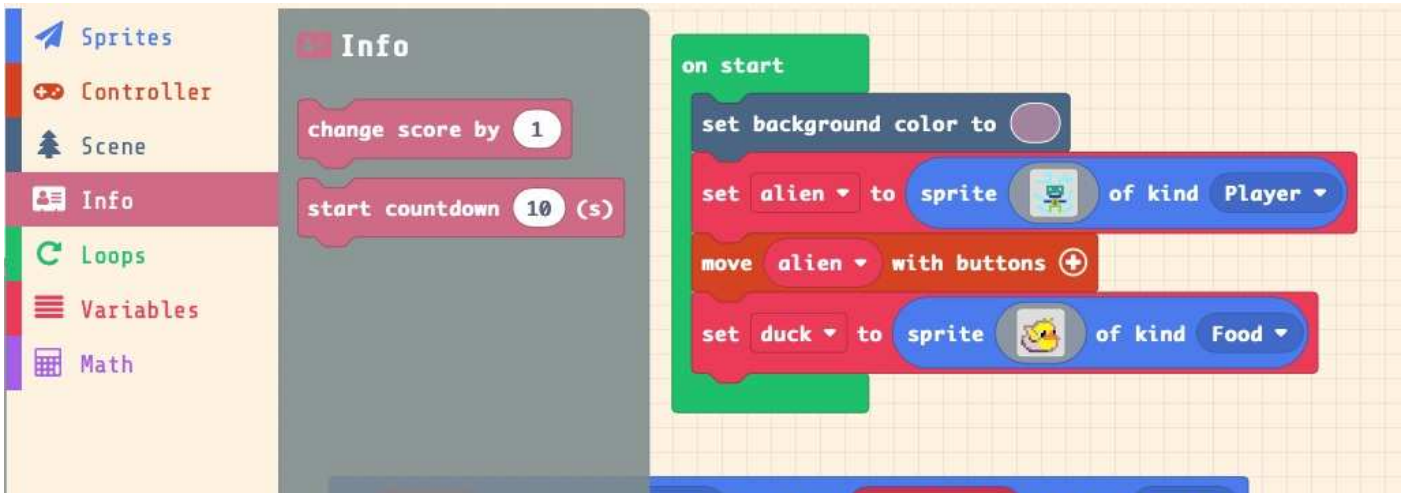 Sprites
Controller
Scene
Info
Loops
Variables
Math
Info
change score by 1
start countdown 10 (s)
on start
set background color to
set alien to sprite of kind Player
move alien with buttons
set duck to sprite of kind Food